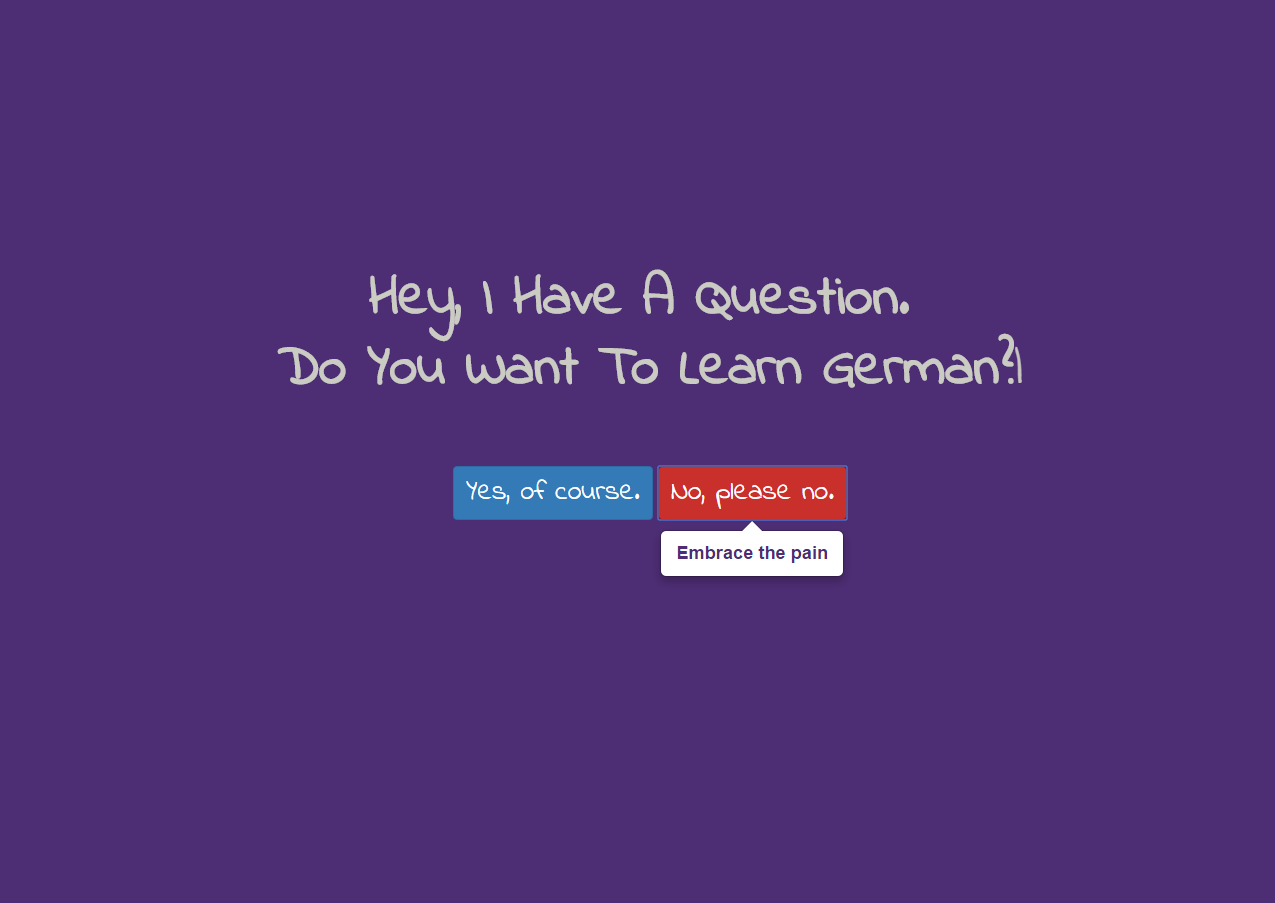 Hey, I Have A Question.
Do You Want To Learn German?|
Yes, of course.
No, please no.
Embrace the pain